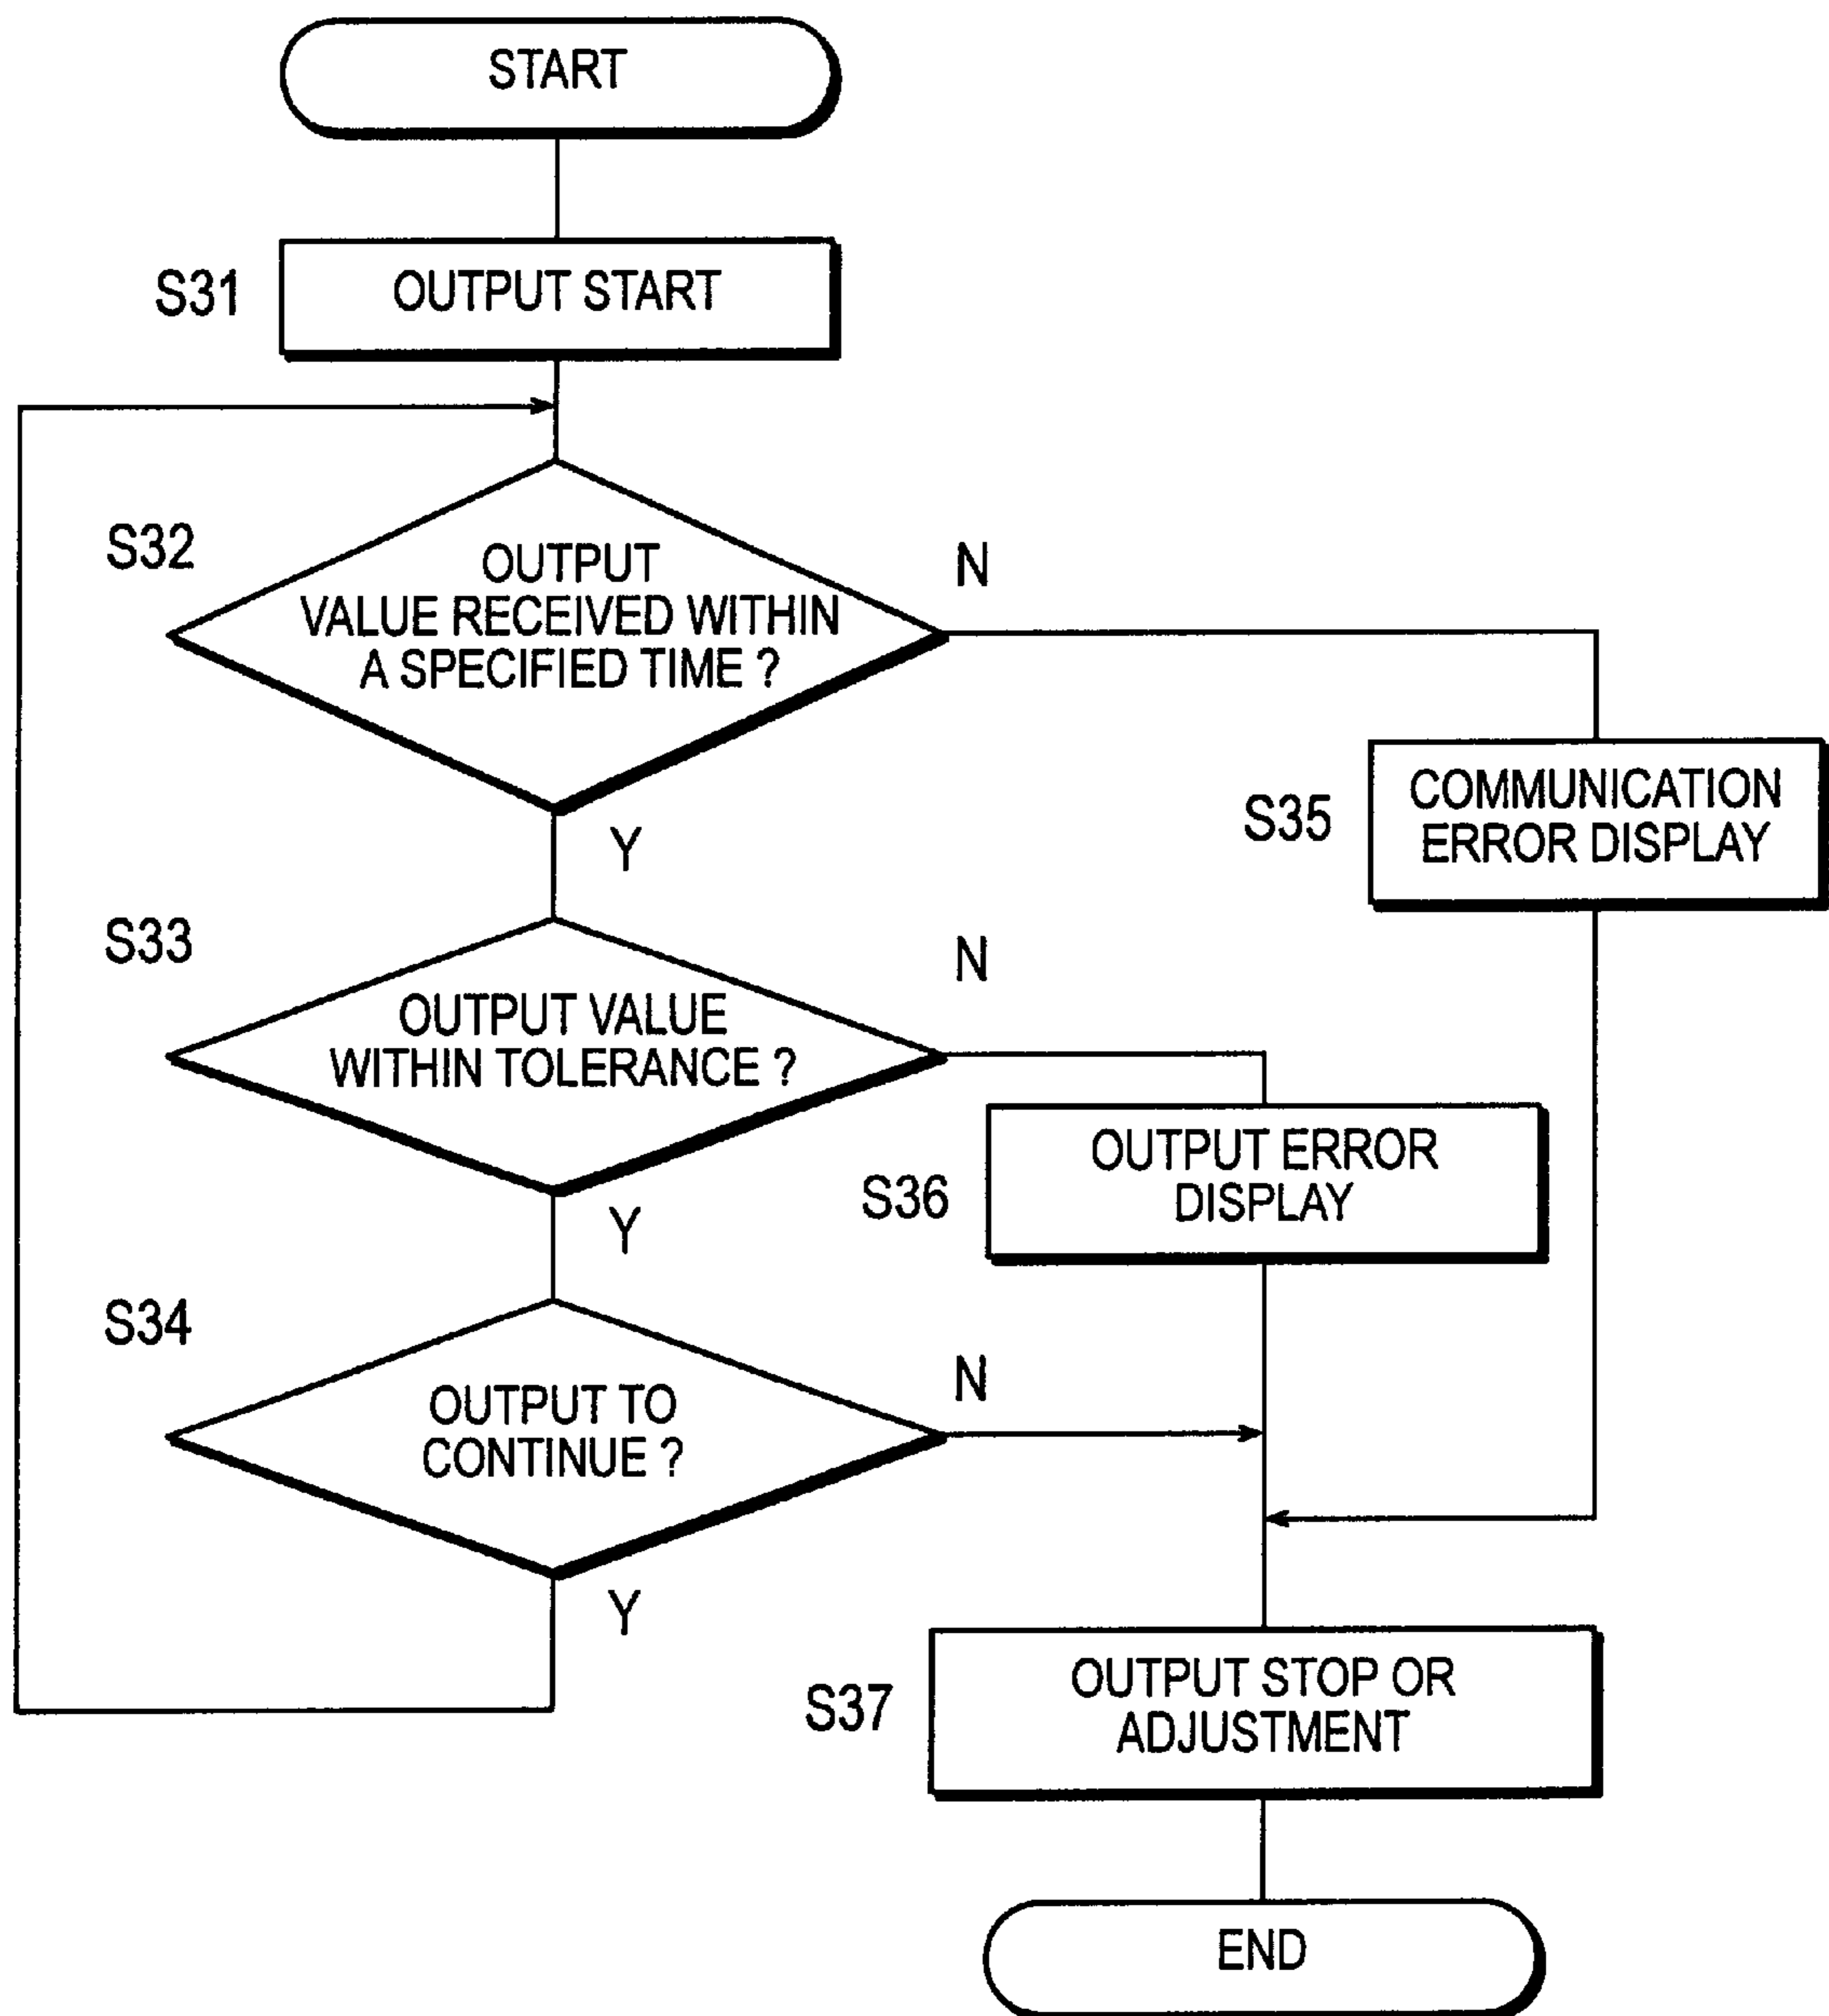 START
S31
OUTPUT START
S32
OUTPUT
VALUE RECEIVED WITHIN
A SPECIFIED TIME ?
N
Y
S35
COMMUNICATION
ERROR DISPLAY
S33
OUTPUT VALUE
WITHIN TOLERANCE ?
N
Y
S36
OUTPUT ERROR
DISPLAY
S34
OUTPUT TO
CONTINUE ?
N
Y
S37
OUTPUT STOP OR
ADJUSTMENT
END